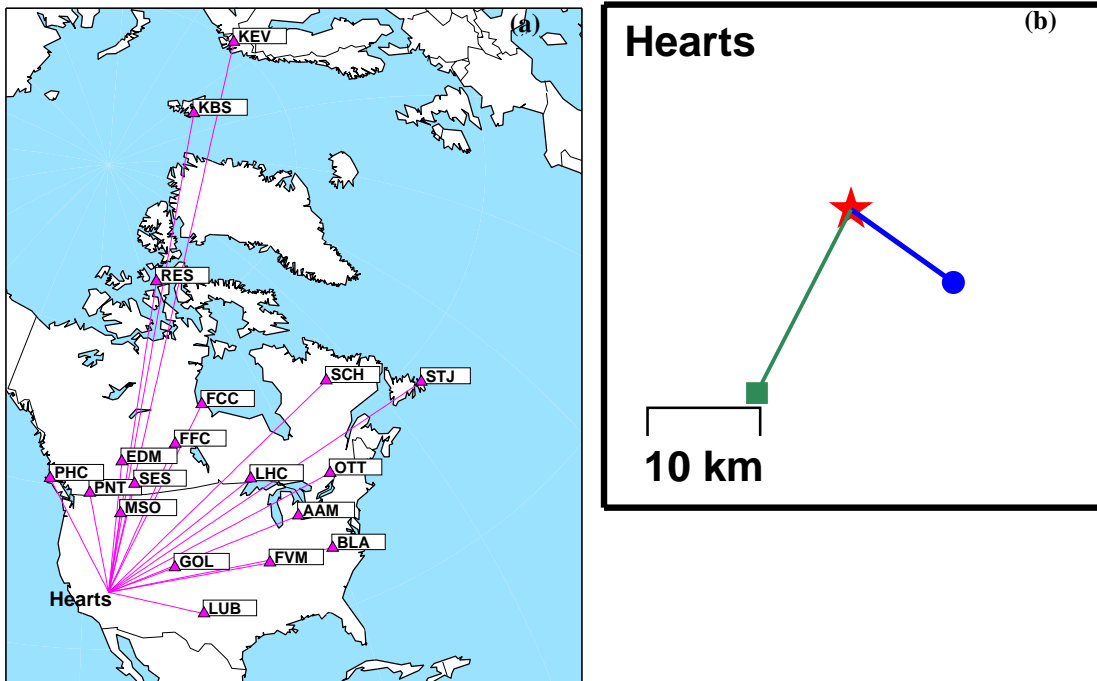 (a)
KEV
KBS
RES
SCH
STJ
FCC
FFC
EDM
PHC
PNT
SES
LHC
OTT
MSO
AAM
BLA
GOL
FVM
Hearts
LUB
(b)
Hearts
10 km